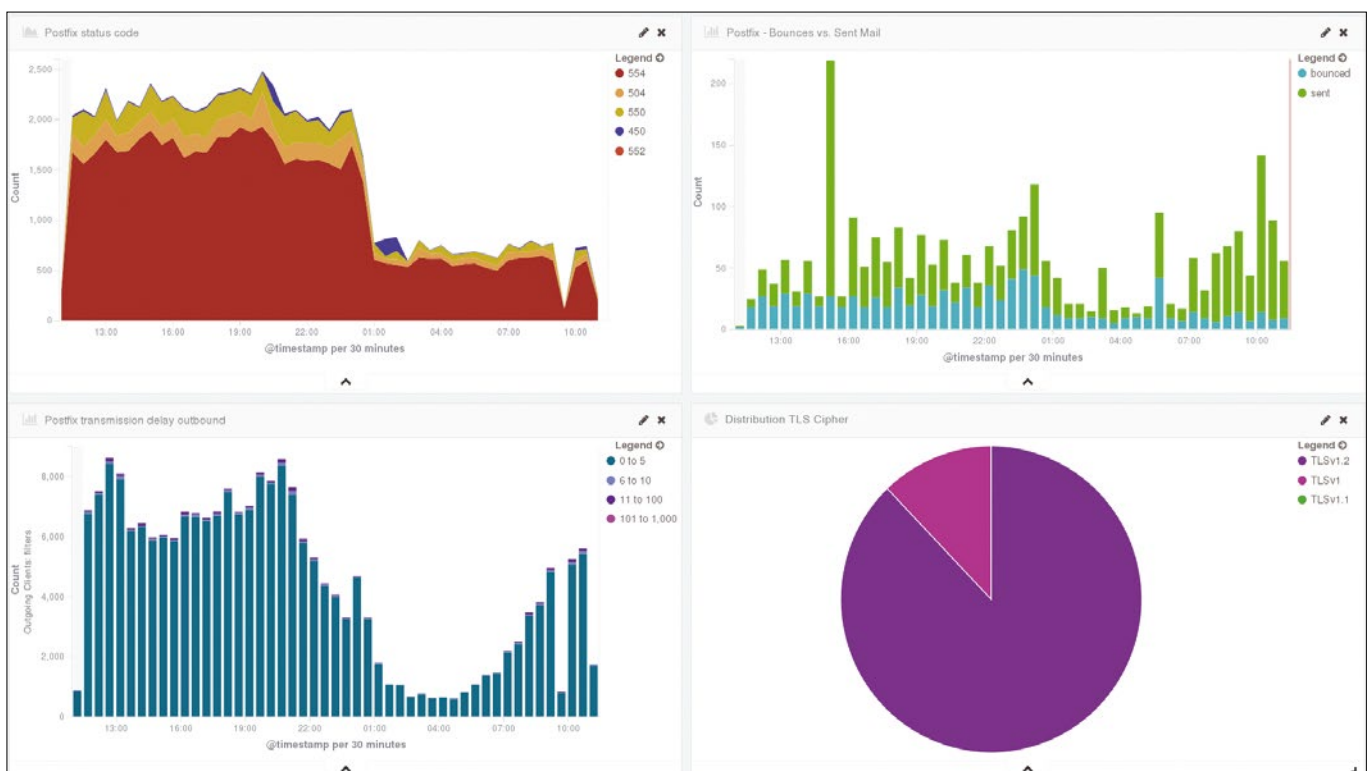 Postfix status code
Legend
2,500
2,000
1,500
1,000
500
0
Count
554
504
550
450
552
13:00 16:00 19:00 22:00 01:00 04:00 07:00 10:00
@timestamp per 30 minutes
Postfix - Bounces vs. Sent Mail
Legend
200
150
100
50
0
Count
bounced
sent
13:00 16:00 19:00 22:00 01:00 04:00 07:00 10:00
@timestamp per 30 minutes
Postfix transmission delay outbound
Legend
8,000
6,000
4,000
2,000
0
Count
Outgoing Clients: filters
0 to 5
6 to 10
11 to 100
101 to 1,000
13:00 16:00 19:00 22:00 01:00 04:00 07:00 10:00
@timestamp per 30 minutes
Distribution TLS Cipher
Legend
TLSv1.2
TLSv1
TLSv1.1